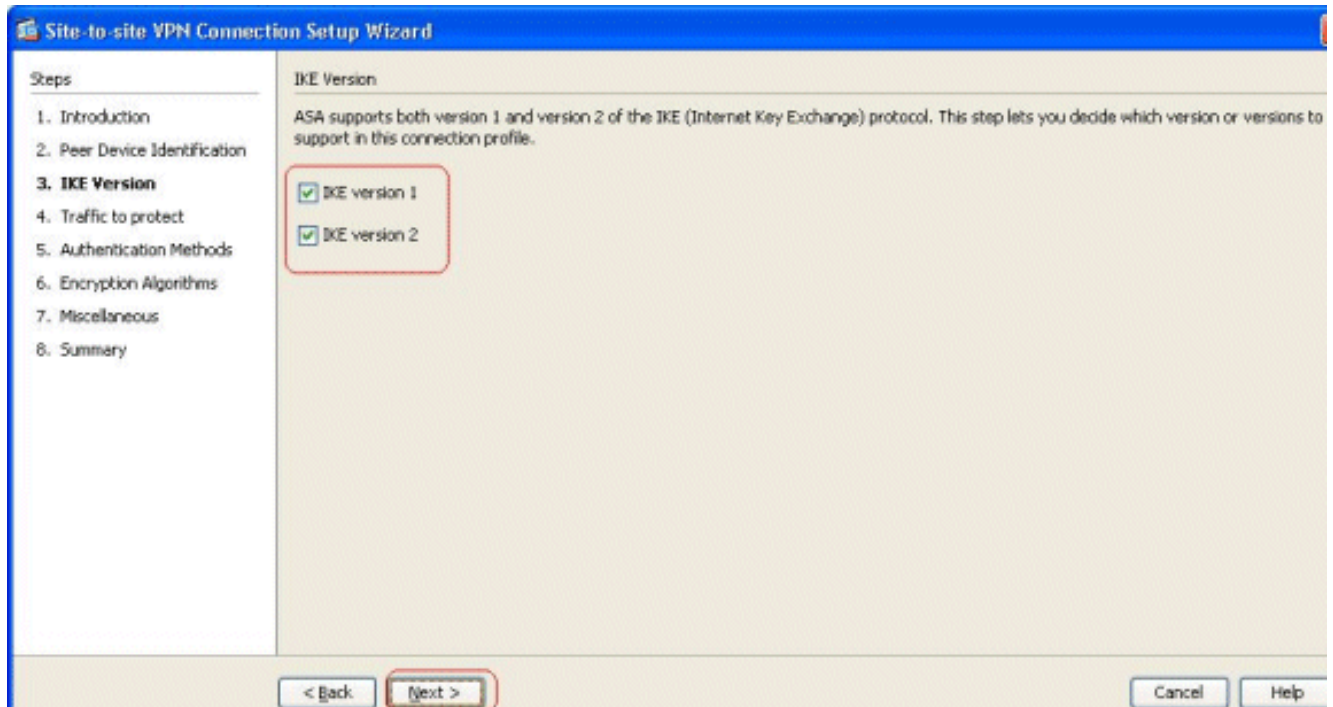 Site-to-site VPN Connection Setup Wizard
Steps
1. Introduction
2. Peer Device Identification
3. IKE Version
4. Traffic to protect
5. Authentication Methods
6. Encryption Algorithms
7. Miscellaneous
8. Summary
IKE Version
ASA supports both version 1 and version 2 of the IKE (Internet Key Exchange) protocol. This step lets you decide which version or versions to
support in this connection profile.
IKE version 1
IKE version 2
< Back
Next >
Cancel
Help